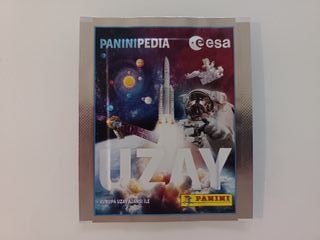 PANINIPEDIA esa
UZAY
AVRUPA UZAY AJANSI İLE
PANINI